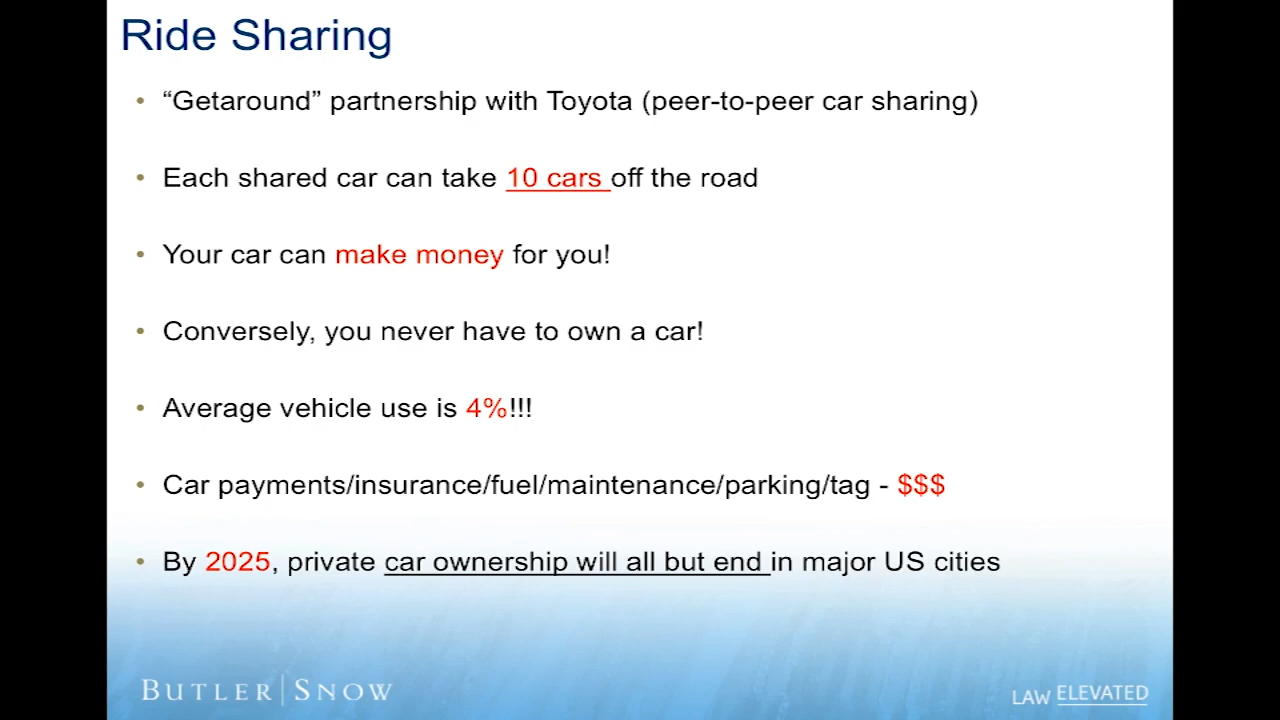 Ride Sharing
• “Getaround” partnership with Toyota (peer-to-peer car sharing)
• Each shared car can take 10 cars off the road
• Your car can make money for you!
• Conversely, you never have to own a car!
• Average vehicle use is 4%!!!
• Car payments/insurance/fuel/maintenance/parking/tag - $$$
• By 2025, private car ownership will all but end in major US cities
BUTLER | SNOW
LAW ELEVATED